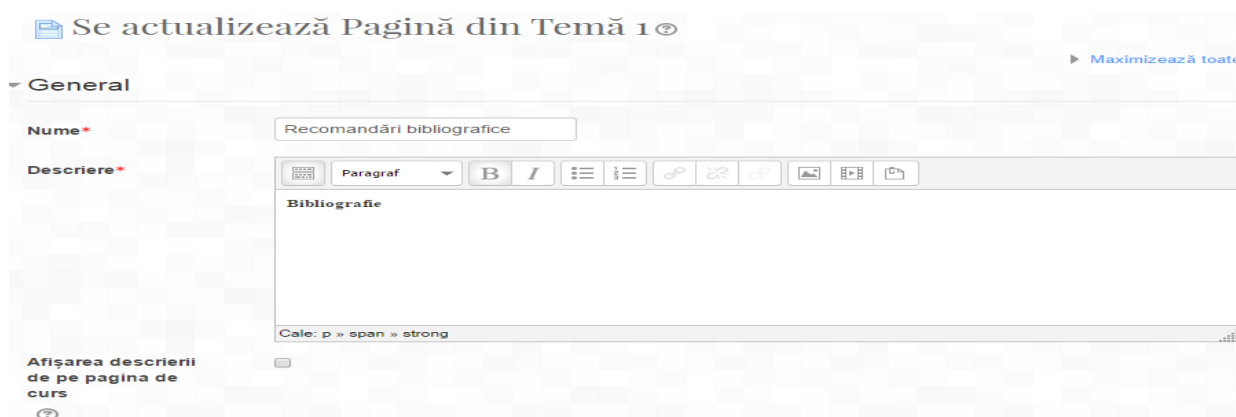 Se actualizează Pagină din Temă 1
Maximizează toate
General
Nume*
Recomandări bibliografice
Descriere*
Paragraf
B I
Bibliografie
Cale: p » span » strong
Afișarea descrierii
de pe pagina de
curs